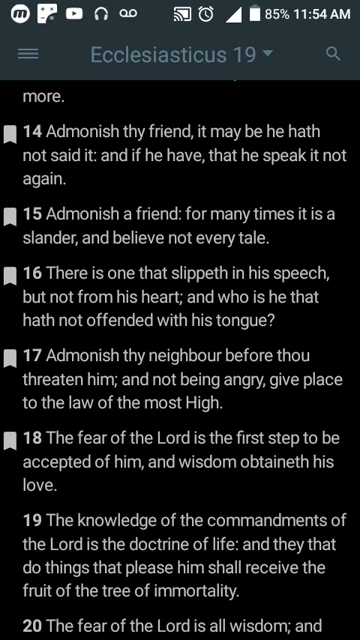 85% 11:54 AM
Ecclesiasticus 19
more.
14 Admonish thy friend, it may be he hath
not said it: and if he have, that he speak it not
again.
15 Admonish a friend: for many times it is a
slander, and believe not every tale.
16 There is one that slippeth in his speech,
but not from his heart; and who is he that
hath not offended with his tongue?
17 Admonish thy neighbour before thou
threaten him; and not being angry, give place
to the law of the most High.
18 The fear of the Lord is the first step to be
accepted of him, and wisdom obtaineth his
love.
19 The knowledge of the commandments of
the Lord is the doctrine of life: and they that
do things that please him shall receive the
fruit of the tree of immortality.
20 The fear of the Lord is all wisdom; and